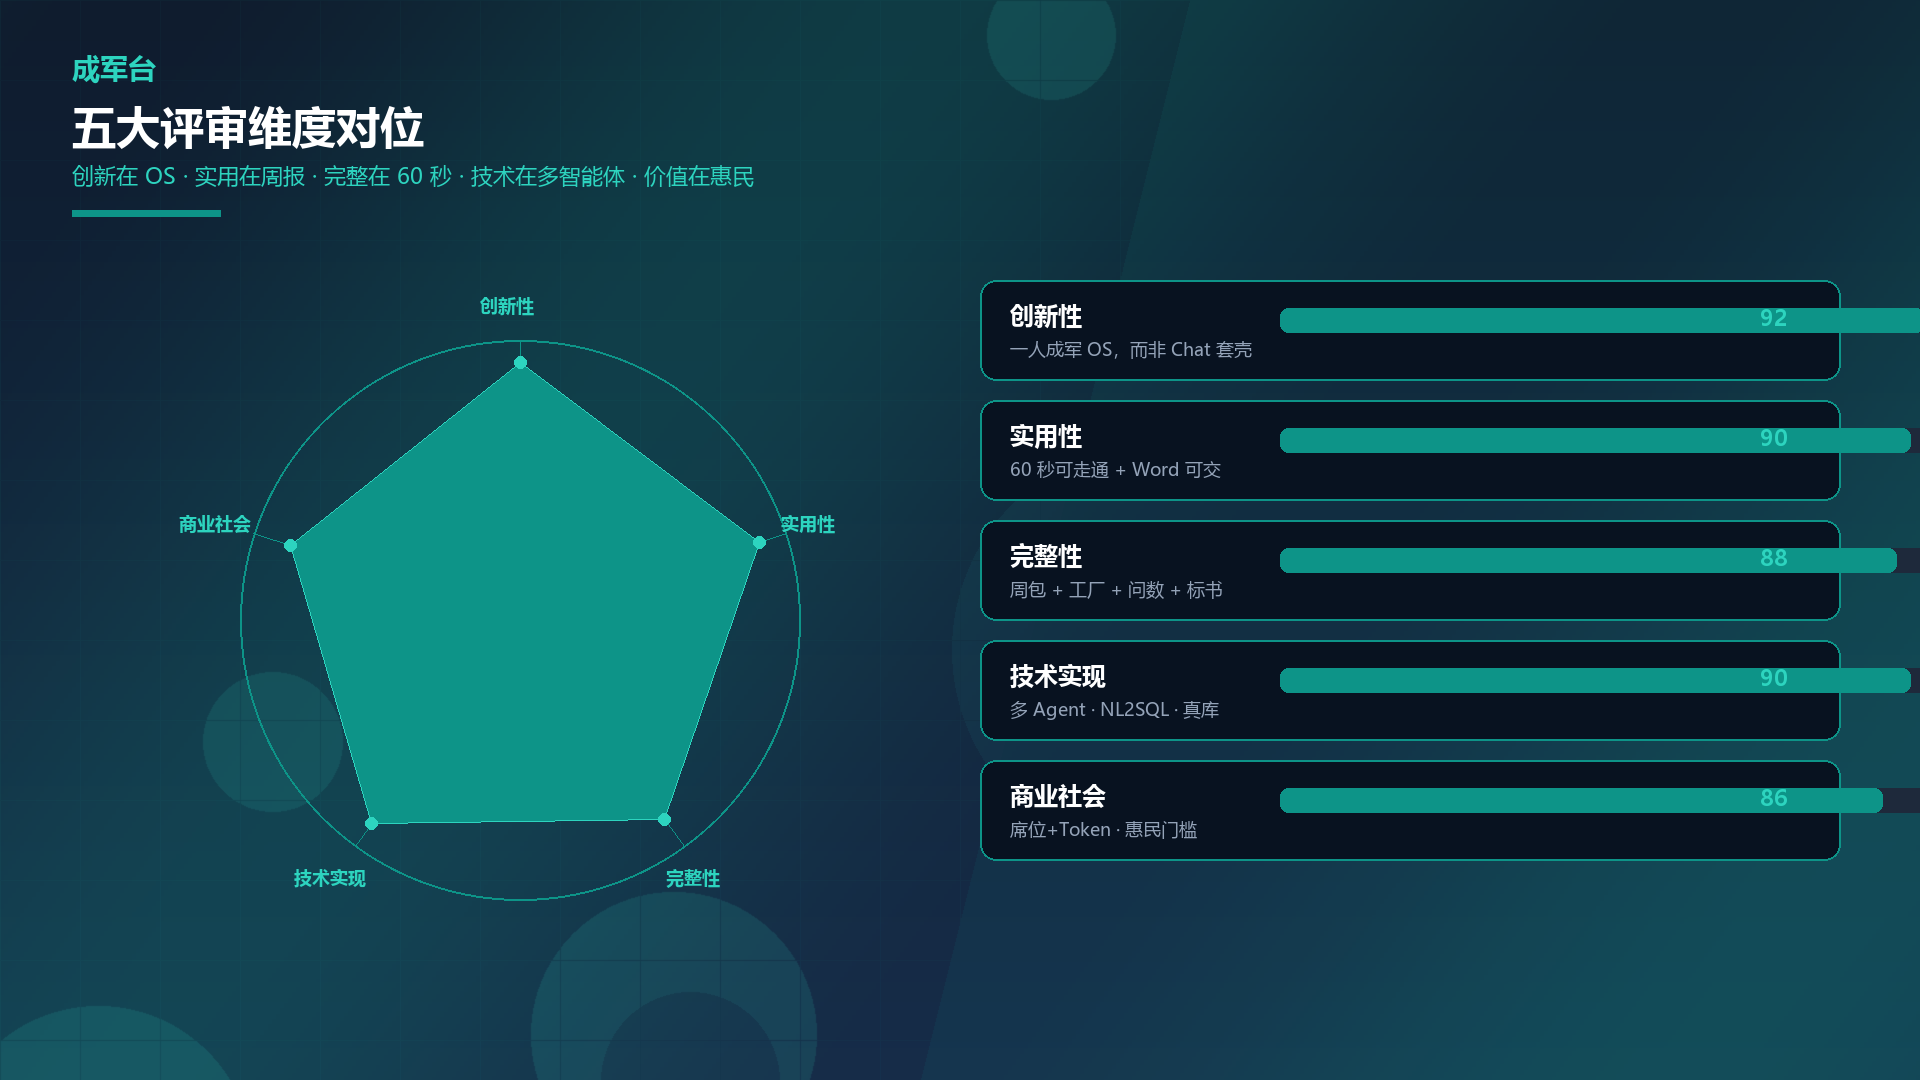 成军台
五大评审维度对位
创新在 OS · 实用在周报 · 完整在 60 秒 · 技术在多智能体 · 价值在惠民
创新性
商业社会
实用性
技术实现
完整性
创新性
92
一人成军 OS，而非 Chat 套壳
实用性
90
60 秒可走通 + Word 可交
完整性
88
周包 + 工厂 + 问数 + 标书
技术实现
90
多 Agent · NL2SQL · 真库
商业社会
86
席位+Token · 惠民门槛